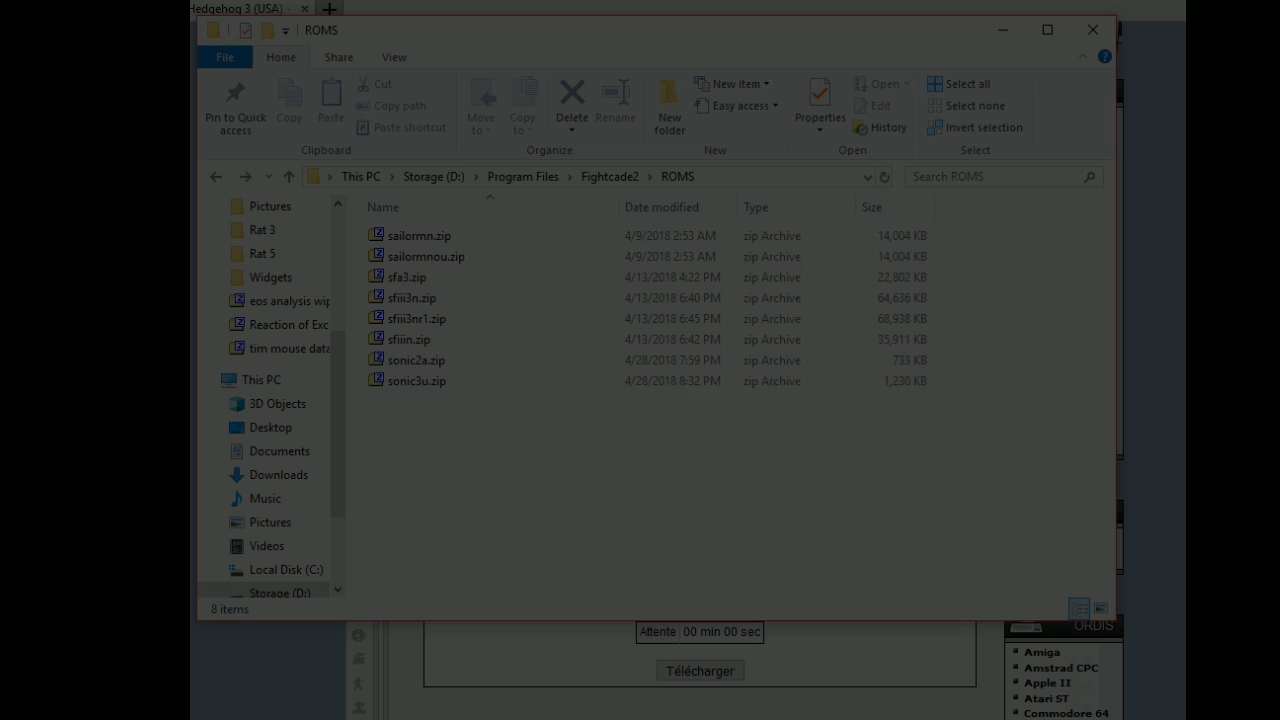 Hedgehog 3 (USA) -
ROMS
File Home Share View
Pin to Quick access
Copy
Paste
Cut
Copy path
Paste shortcut
Clipboard
Move to
Copy to
Delete
Rename
Organize
New folder
New item
Easy access
New
Properties
Open
Edit
History
Open
Select all
Select none
Invert selection
Select
This PC > Storage (D:) > Program Files > Fightcade2 > ROMS
Search ROMS
Name Date modified Type Size
sailormn.zip 4/9/2018 2:53 AM zip Archive 14,004 KB
sailormnou.zip 4/9/2018 2:53 AM zip Archive 14,004 KB
sfa3.zip 4/13/2018 4:22 PM zip Archive 22,802 KB
sfiii3n.zip 4/13/2018 6:40 PM zip Archive 64,636 KB
sfiii3nr1.zip 4/13/2018 6:45 PM zip Archive 68,938 KB
sfiiin.zip 4/13/2018 6:42 PM zip Archive 35,911 KB
sonic2a.zip 4/28/2018 7:59 PM zip Archive 733 KB
sonic3u.zip 4/28/2018 8:32 PM zip Archive 1,230 KB
Pictures
Rat 3
Rat 5
Widgets
eos analysis wip
Reaction of Exc
tim mouse data
This PC
3D Objects
Desktop
Documents
Downloads
Music
Pictures
Videos
Local Disk (C:)
Storage (D:)
8 items
Attente 00 min 00 sec
Télécharger
ORDIS
Amiga
Amstrad CPC
Apple II
Atari ST
Commodore 64